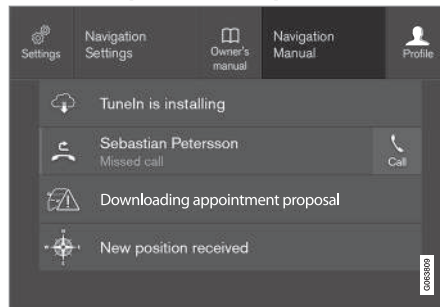 Settings
Navigation
Settings
Owner's
manual
Navigation
Manual
Profile
TuneIn is installing
Sebastian Petersson
Missed call
Call
Downloading appointment proposal
New position received
G063809